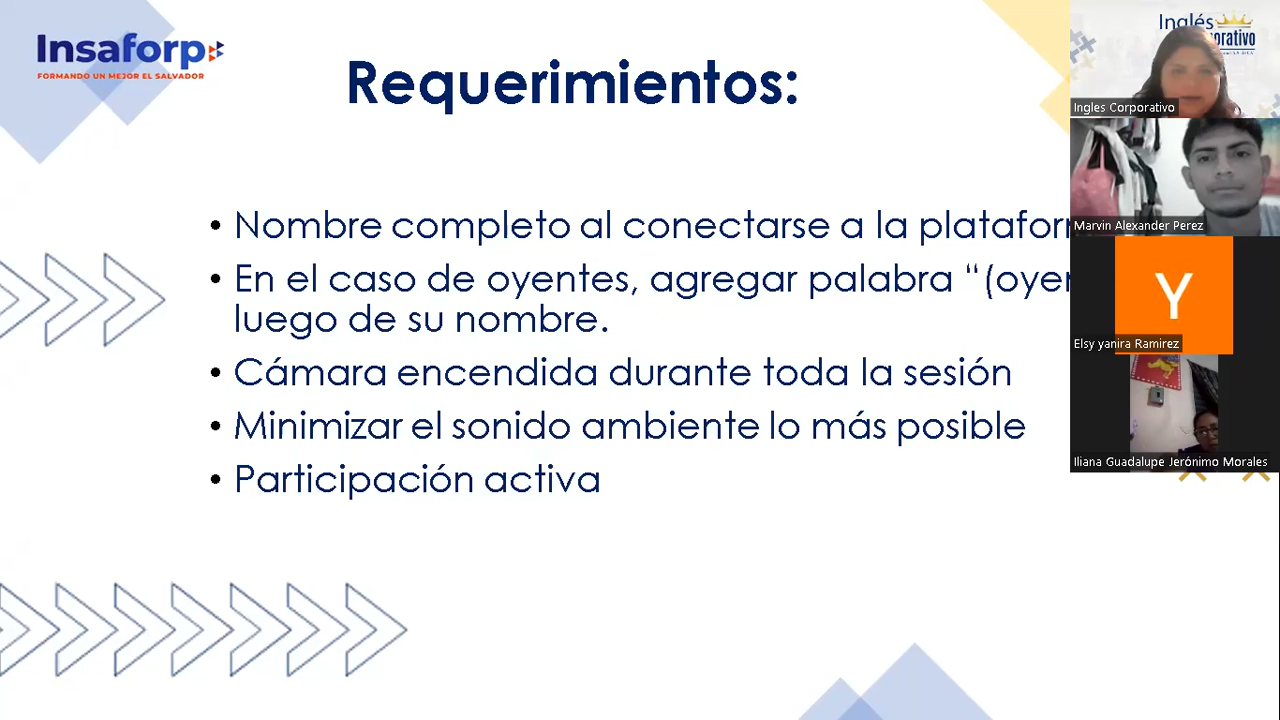 Insaforp
FORMANDO UN MEJOR EL SALVADOR
Requerimientos:
• Nombre completo al conectarse a la plataform
• En el caso de oyentes, agregar palabra “(oyen
luego de su nombre.
• Cámara encendida durante toda la sesión
• Minimizar el sonido ambiente lo más posible
• Participación activa
Inglés
orativo
Ingles Corporativo
Marvin Alexander Perez
Y
Elsy yanira Ramirez
Iliana Guadalupe Jerónimo Morales